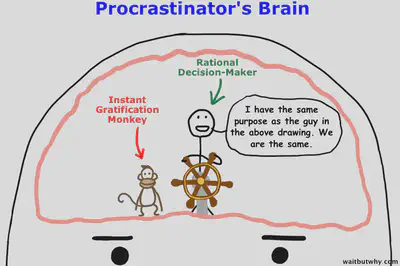 Procrastinator's Brain
Rational
Decision-Maker
Instant
Gratification
Monkey
I have the same
purpose as the guy in
the above drawing. We
are the same.
waitbutwhy.com